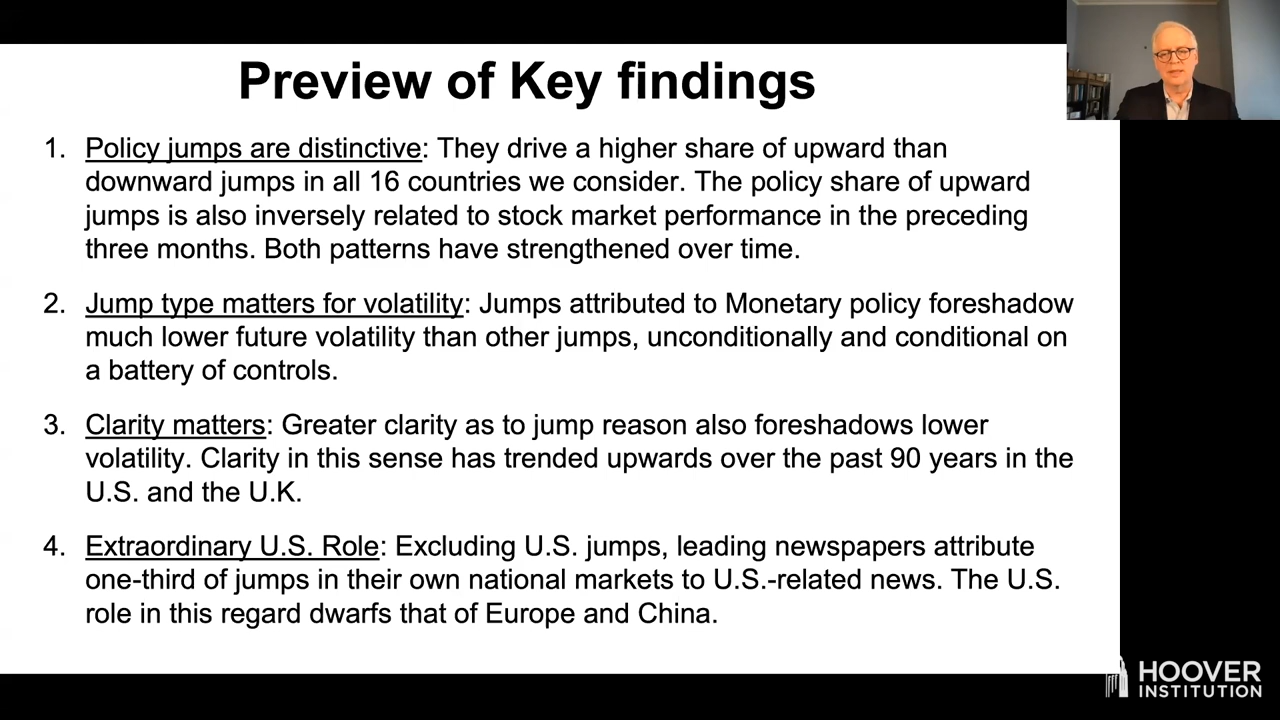 Preview of Key findings
1. Policy jumps are distinctive: They drive a higher share of upward than
downward jumps in all 16 countries we consider. The policy share of upward
jumps is also inversely related to stock market performance in the preceding
three months. Both patterns have strengthened over time.
2. Jump type matters for volatility: Jumps attributed to Monetary policy foreshadow
much lower future volatility than other jumps, unconditionally and conditional on
a battery of controls.
3. Clarity matters: Greater clarity as to jump reason also foreshadows lower
volatility. Clarity in this sense has trended upwards over the past 90 years in the
U.S. and the U.K.
4. Extraordinary U.S. Role: Excluding U.S. jumps, leading newspapers attribute
one-third of jumps in their own national markets to U.S.-related news. The U.S.
role in this regard dwarfs that of Europe and China.
HOOVER
INSTITUTION